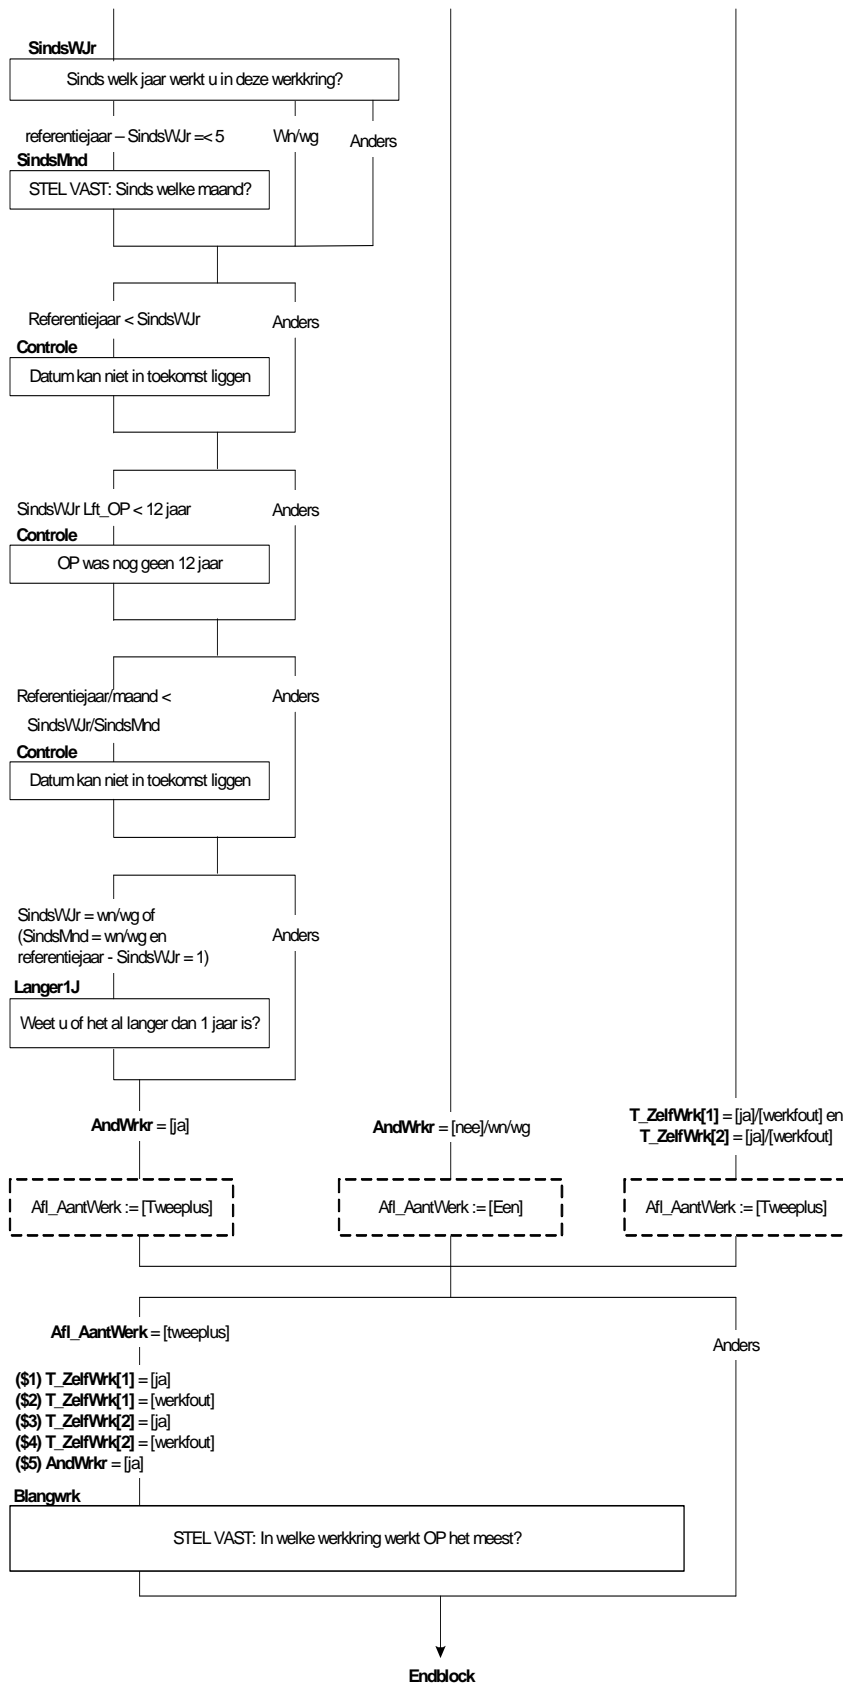 SindsWJr
Sinds welk jaar werkt u in deze werkkring?
referentiejaar – SindsWJr =< 5
Wn/wg
Anders
SindsMnd
STEL VAST: Sinds welke maand?
Referentiejaar < SindsWJr
Anders
Controle
Datum kan niet in toekomst liggen
SindsWJr Lft_OP < 12 jaar
Anders
Controle
OP was nog geen 12 jaar
Referentiejaar/maand <
Anders
SindsWJr/SindsMnd
Controle
Datum kan niet in toekomst liggen
SindsWJr = wn/wg of
(SindsMnd = wn/wg en
referentiejaar - SindsWJr = 1)
Anders
Langer1J
Weet u of het al langer dan 1 jaar is?
AndWrkr = [ja]
AndWrkr = [nee]/wn/wg
T_ZelfWrk[1] = [ja]/[werkfout] en
T_ZelfWrk[2] = [ja]/[werkfout]
Afl_AantWerk := [Tweeplus]
Afl_AantWerk := [Een]
Afl_AantWerk := [Tweeplus]
Afl_AantWerk = [tweeplus]
Anders
($1) T_ZelfWrk[1] = [ja]
($2) T_ZelfWrk[1] = [werkfout]
($3) T_ZelfWrk[2] = [ja]
($4) T_ZelfWrk[2] = [werkfout]
($5) AndWrkr = [ja]
Blangwrk
STEL VAST: In welke werkkring werkt OP het meest?
Endblock